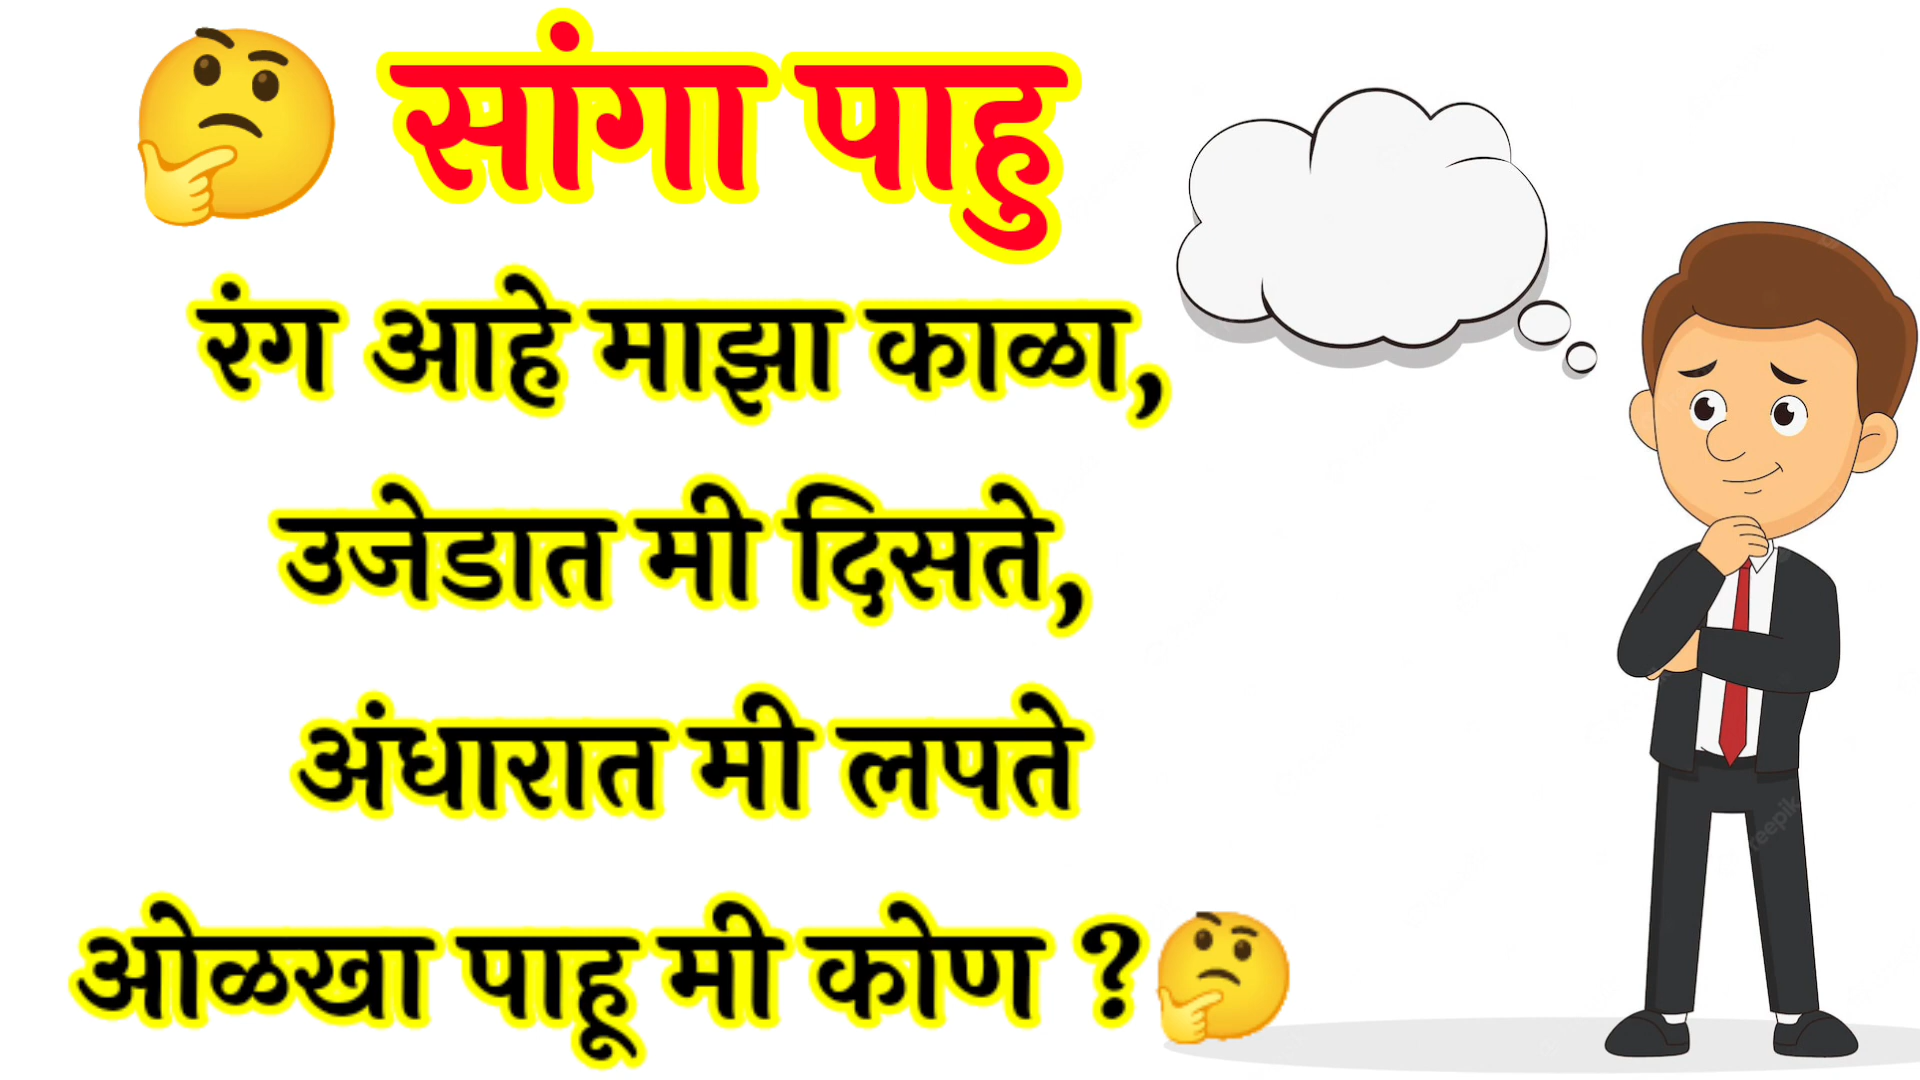 सांगा पाहु
रंग आहे माझा काळा,
उजेडात मी दिसते,
अंधारात मी लपते
ओळखा पाहू मी कोण ?